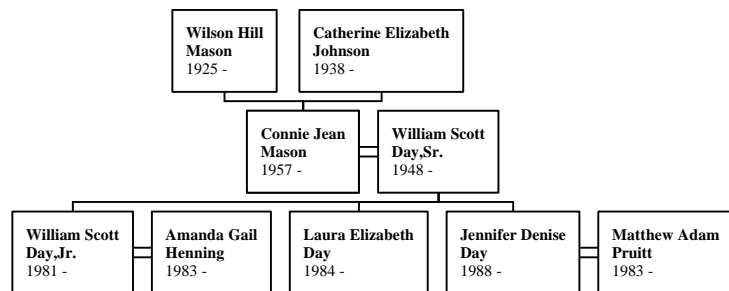 Wilson Hill
Mason
1925 -
Catherine Elizabeth
Johnson
1938 -
Connie Jean
Mason
1957 -
William Scott
Day,Sr.
1948 -
William Scott
Day,Jr.
1981 -
Amanda Gail
Henning
1983 -
Laura Elizabeth
Day
1984 -
Jennifer Denise
Day
1988 -
Matthew Adam
Pruitt
1983 -